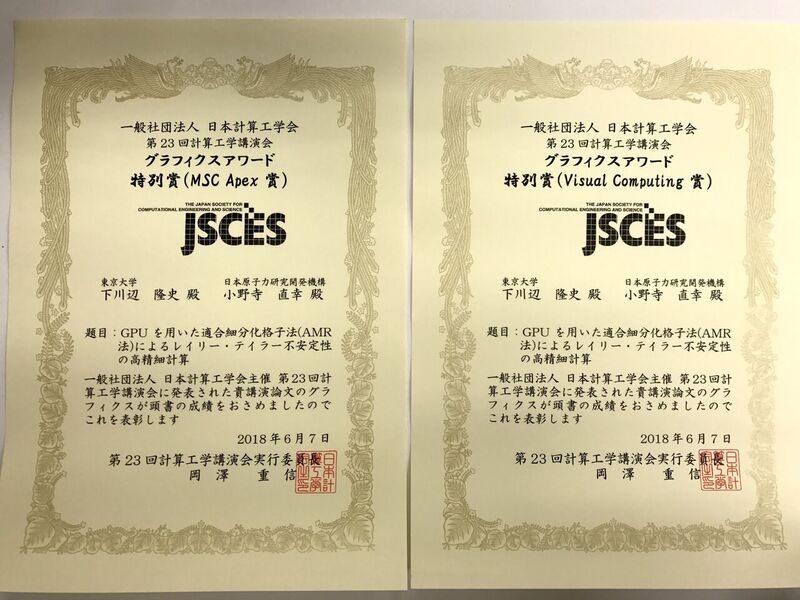 一般社団法人 日本計算工学会
第23回計算工学講演会
グラフィクスアワード
特別賞(MSC Apex 賞)
THE JAPAN SOCIETY FOR
COMPUTATIONAL ENGINEERING AND SCIENCE
JSCES
東京大学 日本原子力研究開発機構
下川辺 隆史 殿 小野寺 直幸 殿
題目：GPU を用いた適合細分化格子法(AMR
法)によるレイリー・テイラー不安定性
の高精細計算
一般社団法人 日本計算工学会主催 第23回計
算工学講演会に発表された貴講演論文のグラ
フィクスが頭書の成績をおさめましたので
これを表彰します
2018年6月7日
第23回計算工学講演会実行委員長
岡澤 重信
一般社団法人 日本計算工学会
第23回計算工学講演会
グラフィクスアワード
特別賞(Visual Computing 賞)
THE JAPAN SOCIETY FOR
COMPUTATIONAL ENGINEERING AND SCIENCE
JSCES
東京大学 日本原子力研究開発機構
下川辺 隆史 殿 小野寺 直幸 殿
題目：GPU を用いた適合細分化格子法(AMR
法)によるレイリー・テイラー不安定性
の高精細計算
一般社団法人 日本計算工学会主催 第23回計
算工学講演会に発表された貴講演論文のグラ
フィクスが頭書の成績をおさめましたので
これを表彰します
2018年6月7日
第23回計算工学講演会実行委員長
岡澤 重信